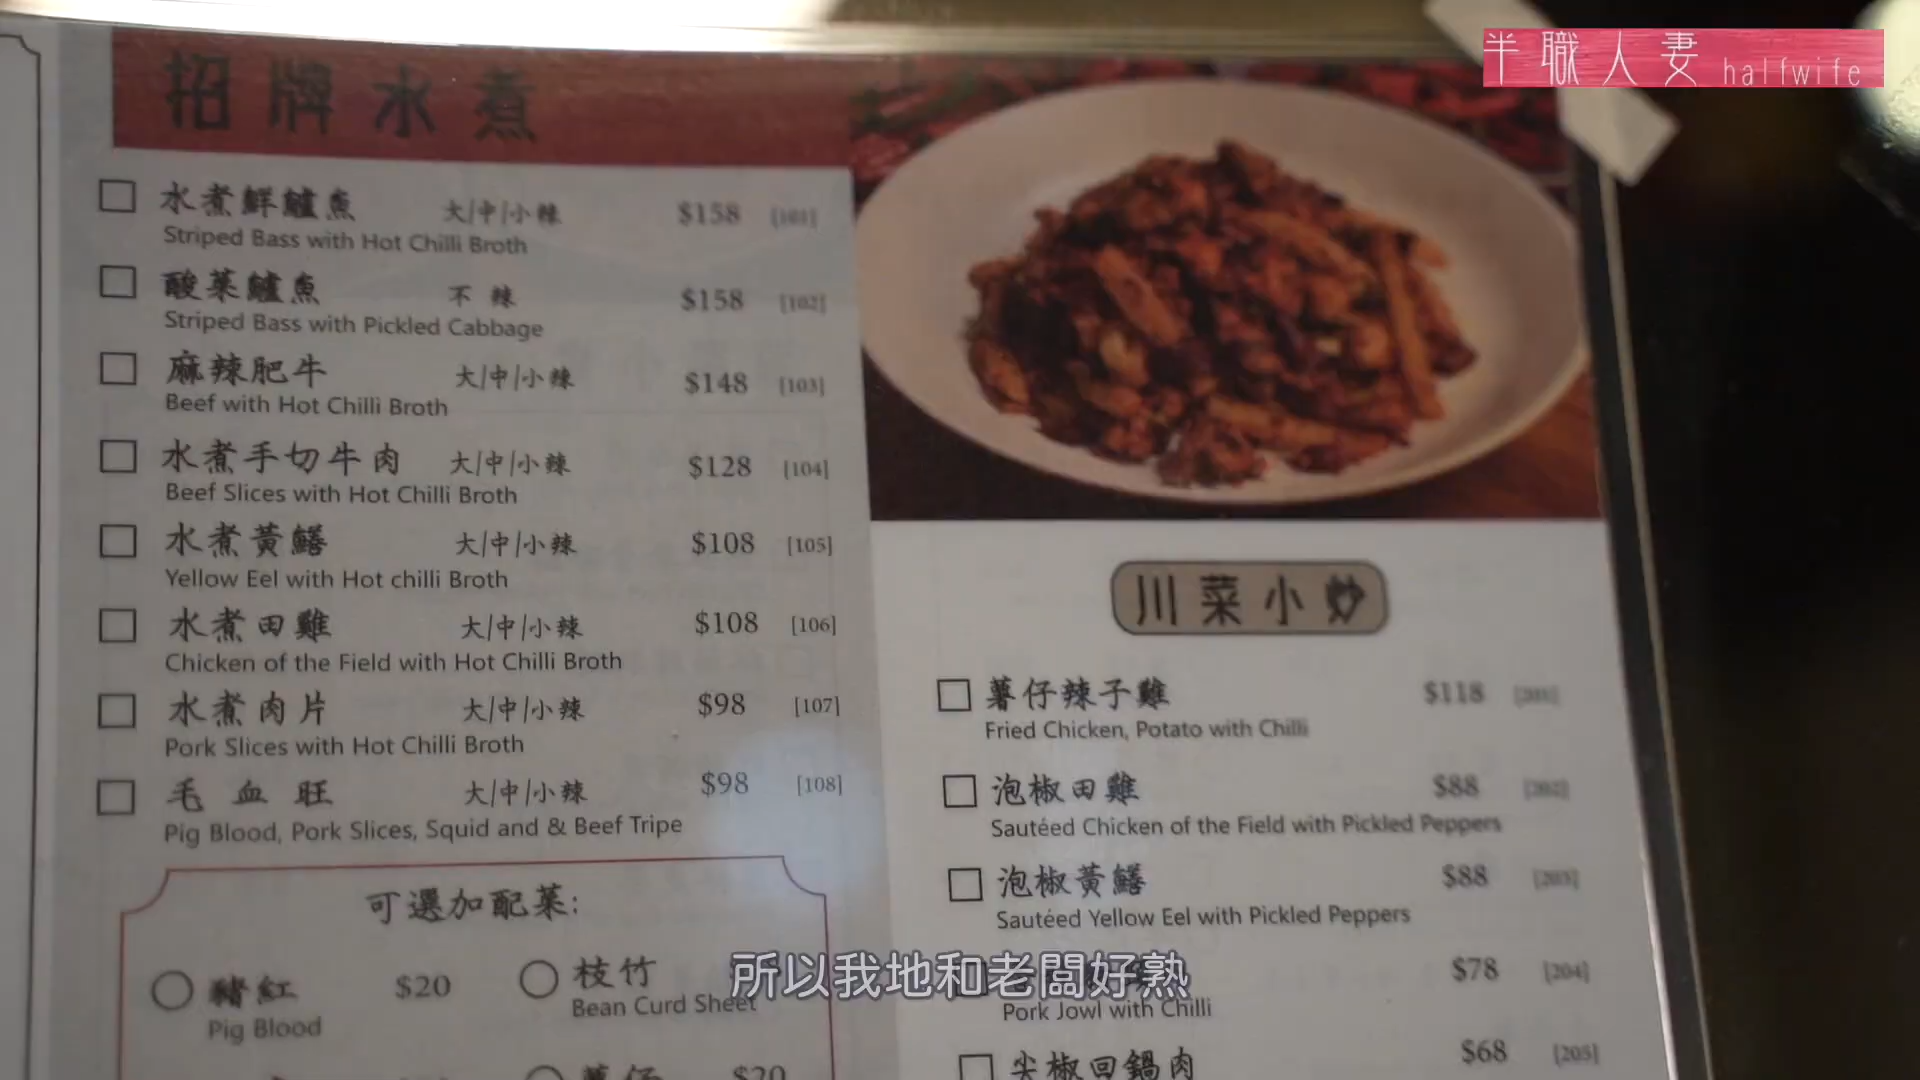 半職人妻 halfwife
招牌水煮
水煮鮮鱸魚 大|中|小辣 $158 [101]
Striped Bass with Hot Chilli Broth
酸菜鱸魚 不辣 $158 [102]
Striped Bass with Pickled Cabbage
麻辣肥牛 大|中|小辣 $148 [103]
Beef with Hot Chilli Broth
水煮手切牛肉 大|中|小辣 $128 [104]
Beef Slices with Hot Chilli Broth
水煮黃鱔 大|中|小辣 $108 [105]
Yellow Eel with Hot chilli Broth
水煮田雞 大|中|小辣 $108 [106]
Chicken of the Field with Hot Chilli Broth
水煮肉片 大|中|小辣 $98 [107]
Pork Slices with Hot Chilli Broth
毛血旺 大|中|小辣 $98 [108]
Pig Blood, Pork Slices, Squid and & Beef Tripe
可選加配菜:
豬紅 $20 枝竹
Pig Blood Bean Curd Sheet
薯仔 $20
川菜小炒
薯仔辣子雞 $118 [201]
Fried Chicken, Potato with Chilli
泡椒田雞 $88 [202]
Sautéed Chicken of the Field with Pickled Peppers
泡椒黃鱔 $88 [203]
Sautéed Yellow Eel with Pickled Peppers
$78 [204]
Pork Jowl with Chilli
尖椒回鍋肉 $68 [205]
所以我地和老闆好熟